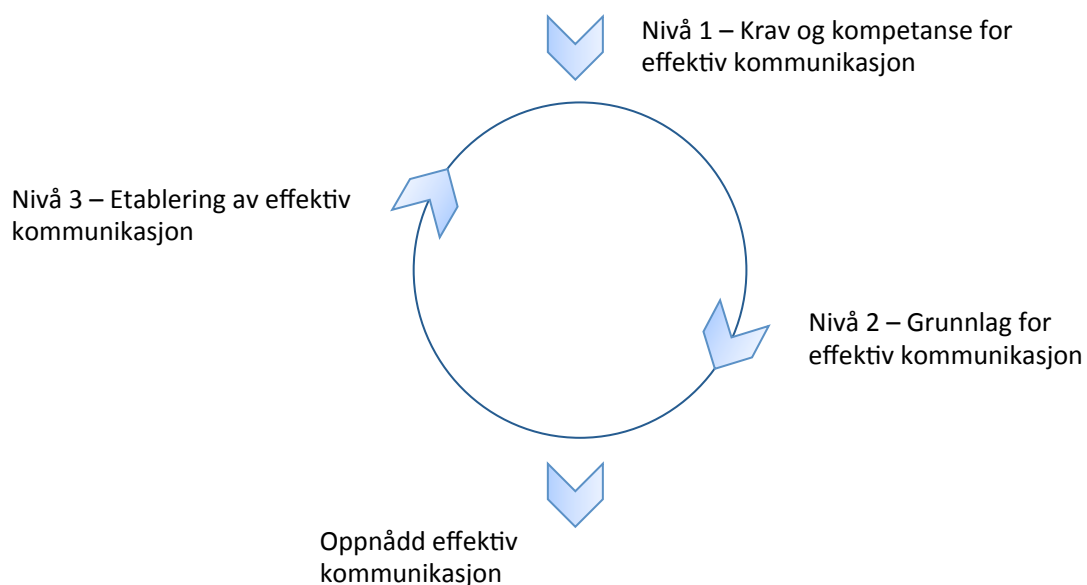 Nivå 1 – Krav og kompetanse for
effektiv kommunikasjon
Nivå 3 – Etablering av effektiv
kommunikasjon
Nivå 2 – Grunnlag for
effektiv kommunikasjon
Oppnådd effektiv
kommunikasjon